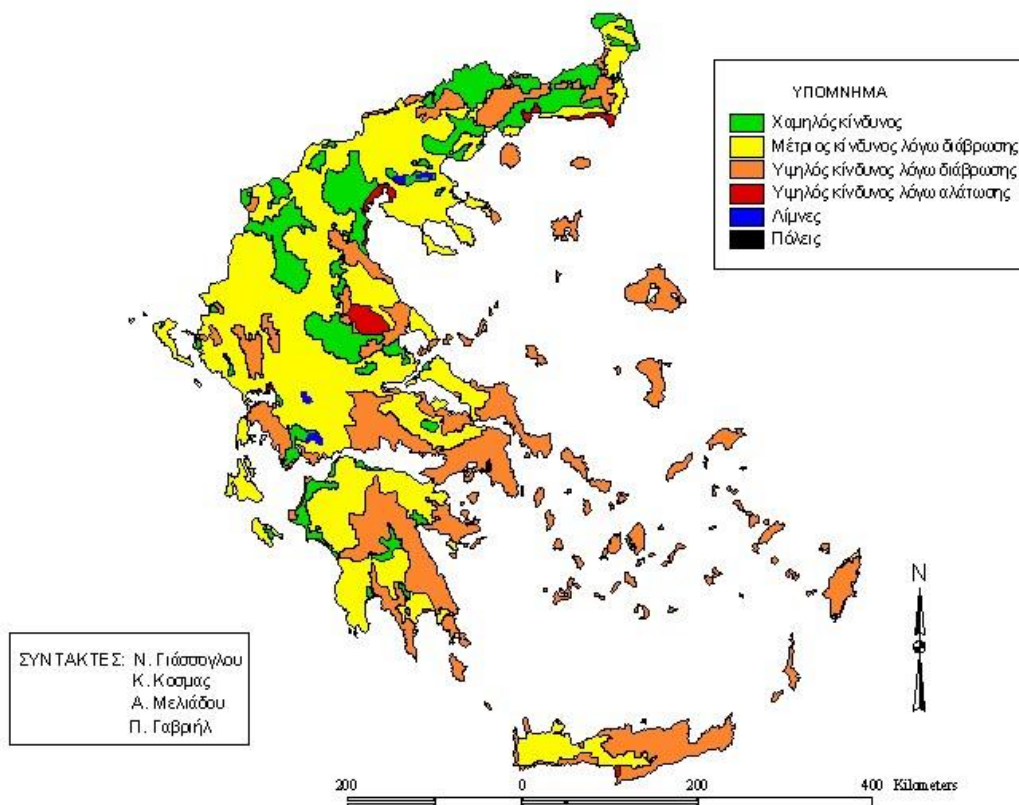 ΥΠΟΜΝΗΜΑ
Χαμηλός κίνδυνος
Μέτριος κίνδυνος λόγω διάβρωσης
Υψηλός κίνδυνος λόγω διάβρωσης
Υψηλός κίνδυνος λόγω αλάτωσης
Λίμνες
Πόλεις
N
ΣΥΝΤΑΚΤΕΣ: Ν. Γιάσσογλου
Κ. Κοσμας
Α. Μελιάδου
Π. Γαβριήλ
200 0 200 400 Kilometers